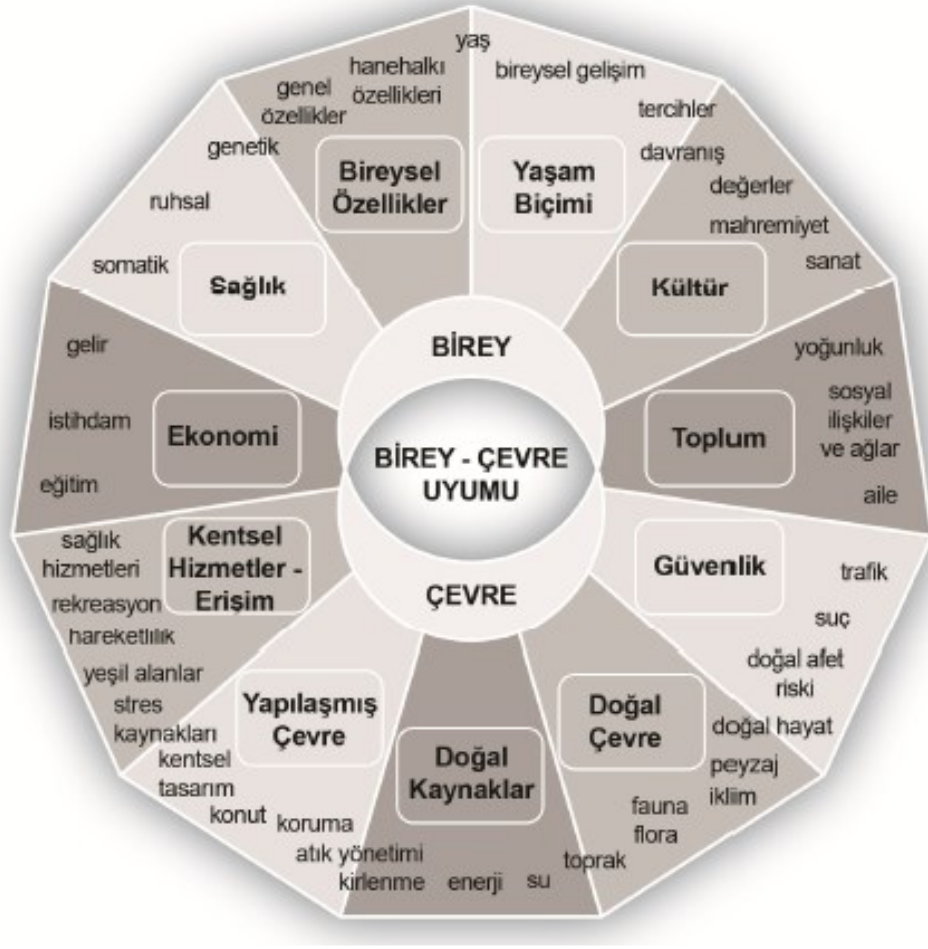 yaş
hanehalkı
özellikleri
genel
özellikler
genetik
Bireysel
Özellikler
bireysel gelişim
tercihler
davranış
Yaşam
Biçimi
değerler
mahremiyet
sanat
Kültür
ruhsal
somatik
Sağlık
BİREY
gelir
istihdam
eğitim
Ekonomi
BİREY - ÇEVRE
UYUMU
yoğunluk
sosyal
ilişkiler
ve ağlar
aile
Toplum
sağlık
hizmetleri
rekreasyon
hareketlilik
yeşil alanlar
stres
kaynakları
Kentsel
Hizmetler -
Erişim
ÇEVRE
Güvenlik
trafik
suç
doğal afet
riski
Yapılaşmış
Çevre
kentsel
tasarım
konut
koruma
atık yönetimi
kirlenme
enerji
su
Doğal
Kaynaklar
Doğal
Çevre
doğal hayat
peyzaj
iklim
fauna
flora
toprak